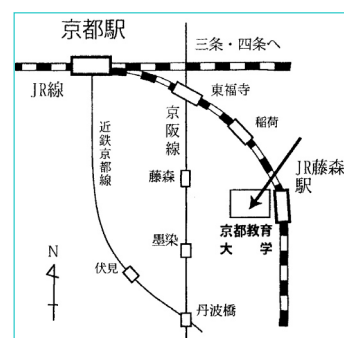 京都駅
三条・四条へ
JR線
東福寺
京阪線
近鉄京都線
稲荷
藤森
JR藤森駅
京都教育
大学
墨染
伏見
N
丹波橋